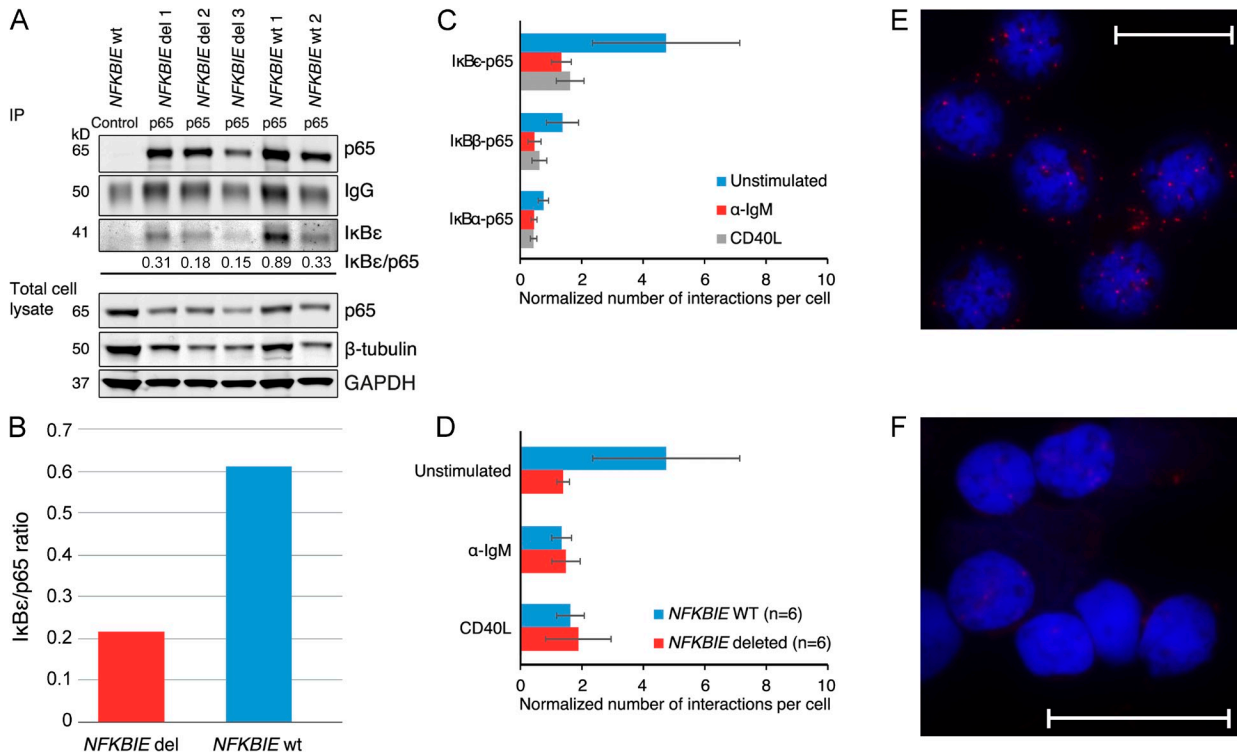 A
NFKBIE wt
NFKBIE del 1
NFKBIE del 2
NFKBIE del 3
NFKBIE wt 1
NFKBIE wt 2
IP
Control p65 p65 p65 p65 p65
kD
65 p65
50 IgG
41 IκBε
0.31 0.18 0.15 0.89 0.33 IκBε/p65
Total cell
lysate
65 p65
50 β-tubulin
37 GAPDH
B
IκBε/p65 ratio
0.7
0.6
0.5
0.4
0.3
0.2
0.1
0
NFKBIE del NFKBIE wt
C
IκBε-p65
IκBβ-p65
IκBα-p65
Unstimulated
α-IgM
CD40L
0 2 4 6 8 10
Normalized number of interactions per cell
D
Unstimulated
α-IgM
CD40L
NFKBIE WT (n=6)
NFKBIE deleted (n=6)
0 2 4 6 8 10
Normalized number of interactions per cell
E
F